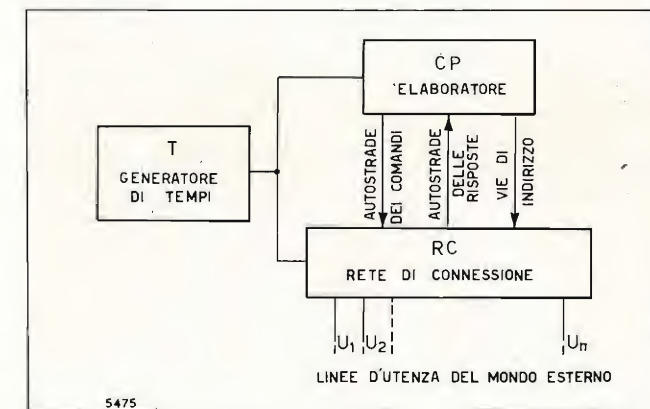 CP
ELABORATORE
T
GENERATORE
DI TEMPI
AUTOSTRADE
DEI COMANDI
AUTOSTRADE
DELLE
RISPOSTE
VIE DI
INDIRIZZO
RC
RETE DI CONNESSIONE
U1 U2 Un
LINEE D'UTENZA DEL MONDO ESTERNO
5475